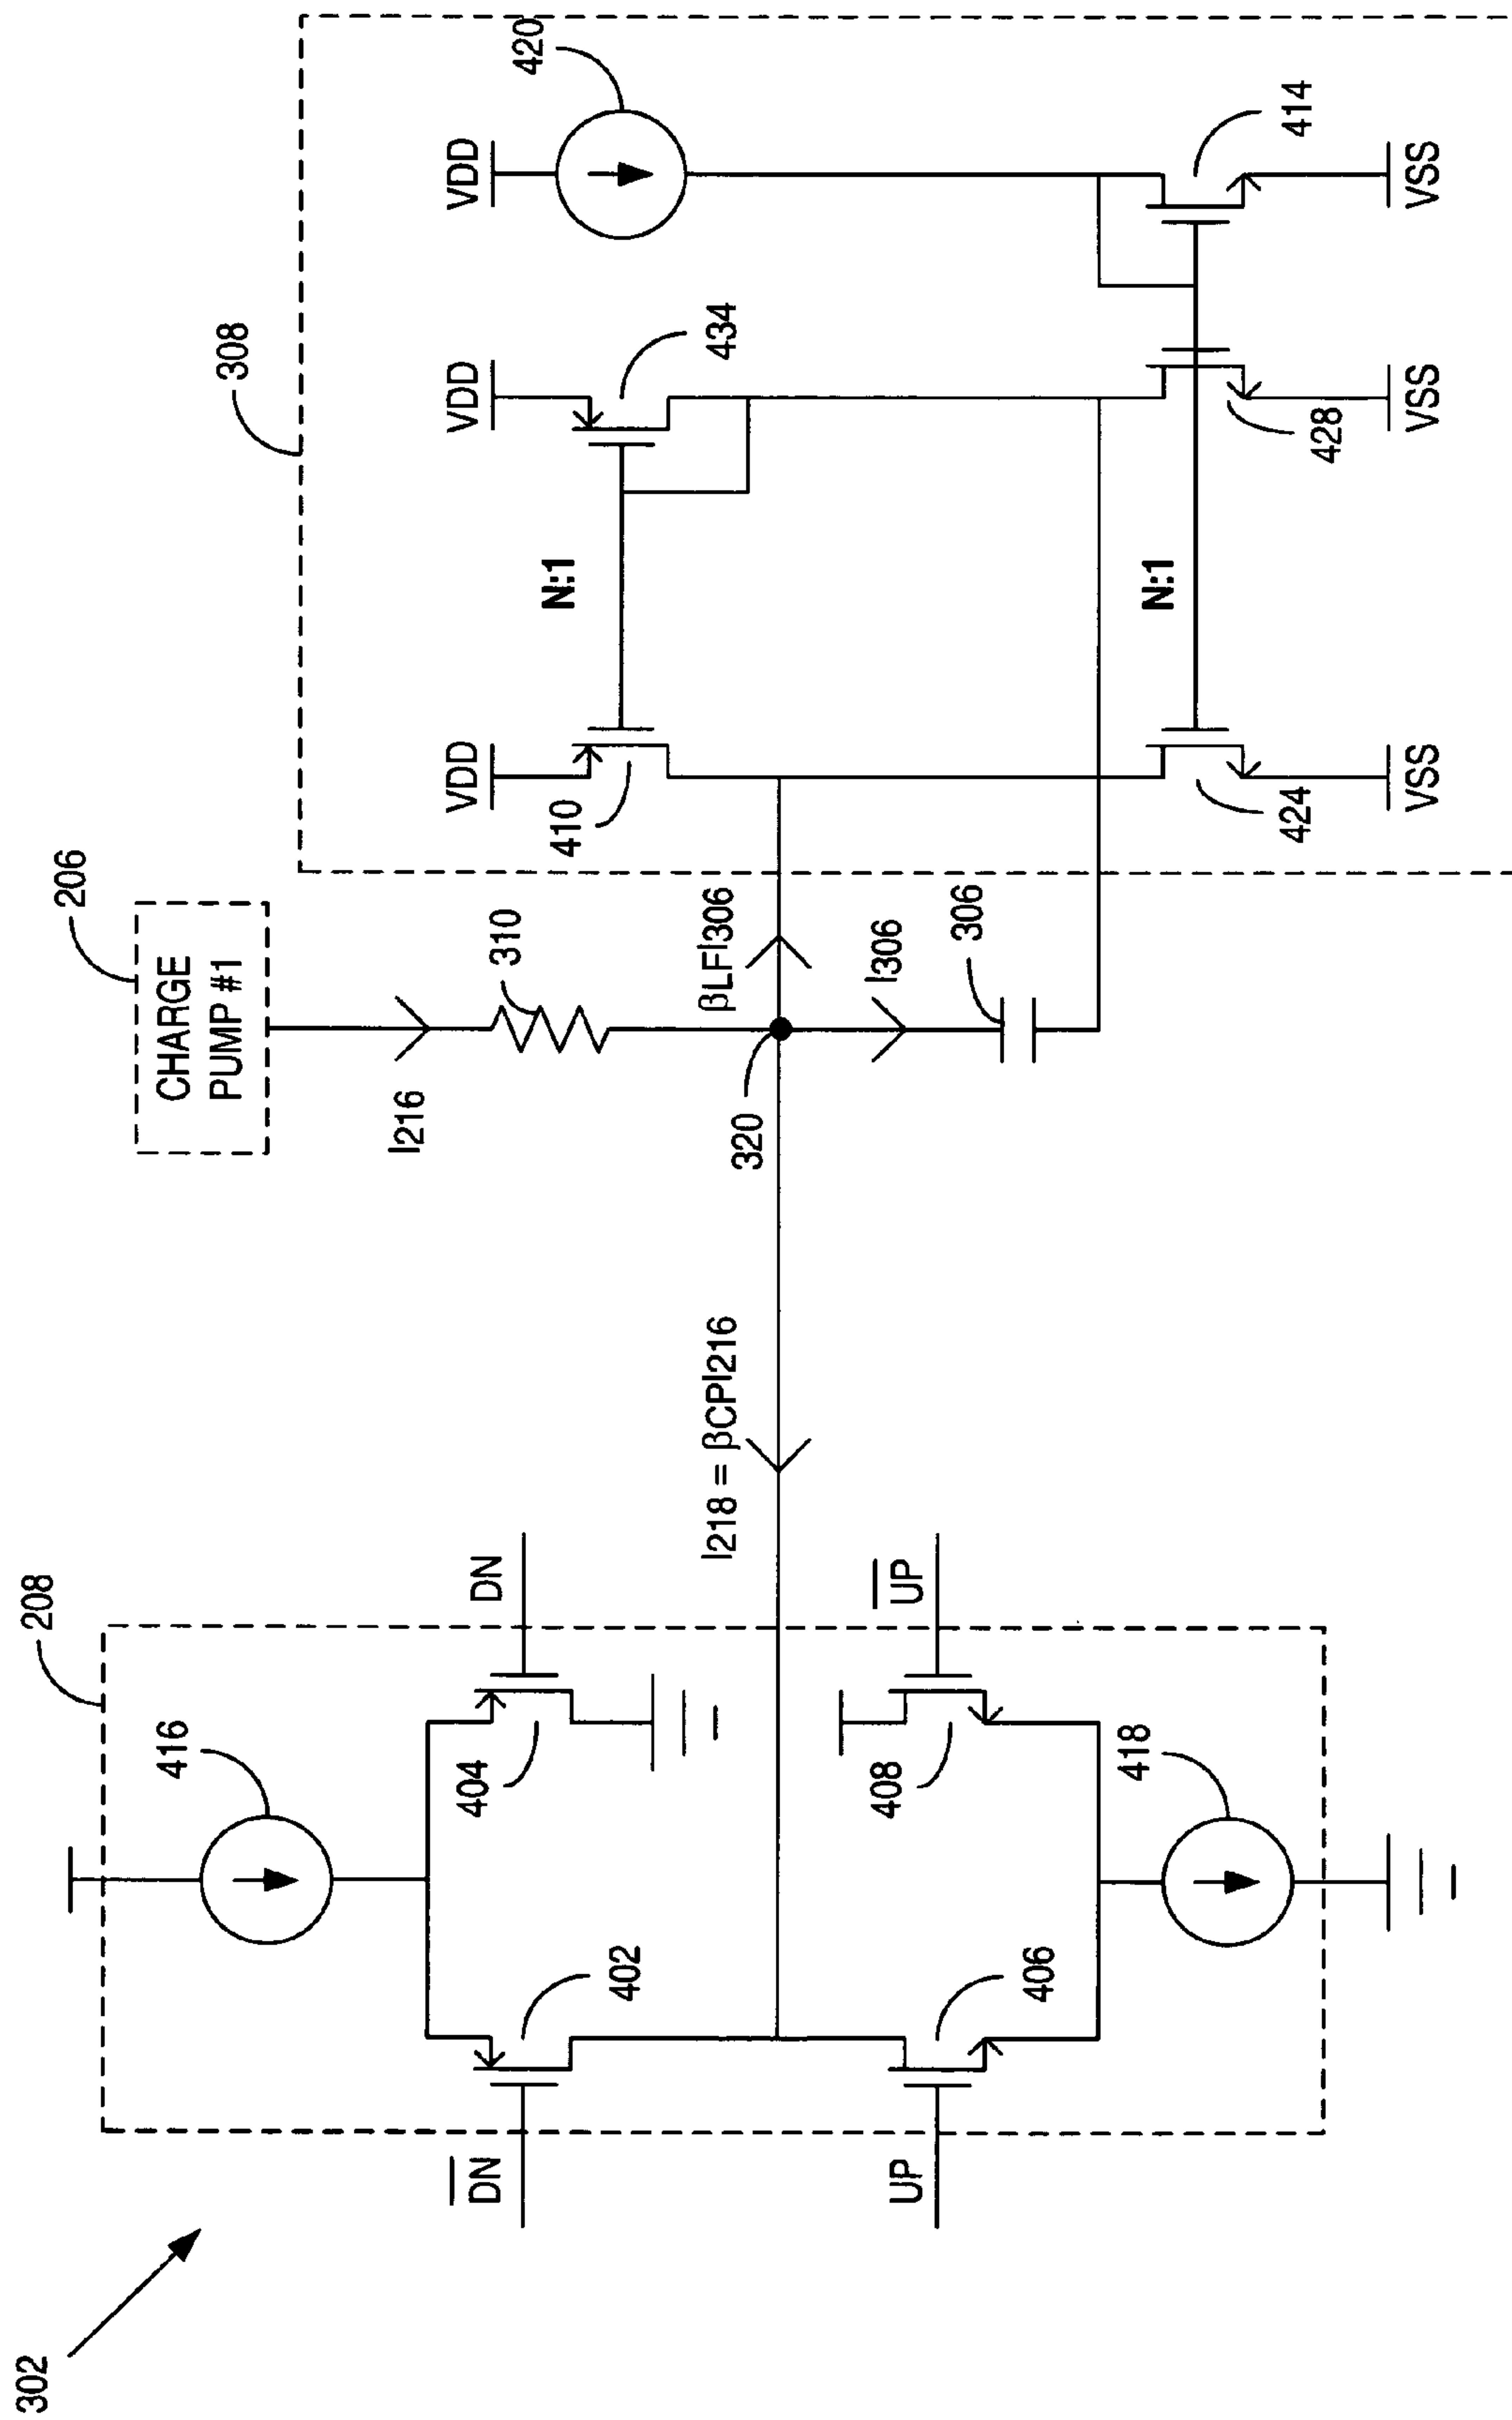 302
208
416
402
404
DN
DN
UP
UP
406
408
418
I218 = βCPI216
206
CHARGE
PUMP #1
I216
310
320
βLFI306
I306
306
308
VDD
VDD
VDD
420
410
N:1
434
N:1
424
428
414
VSS
VSS
VSS